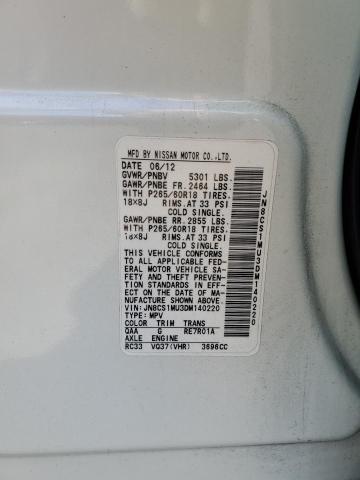 MFD BY NISSAN MOTOR CO.,LTD.
DATE 06/12
GVWR/PNBV 5301 LBS.
GAWR/PNBE FR. 2464 LBS.
WITH P265/60R18 TIRES.
18x8J RIMS.AT 33 PSI
COLD SINGLE.
GAWR/PNBE RR. 2855 LBS.
WITH P265/60R18 TIRES.
18x8J RIMS.AT 33 PSI
COLD SINGLE.
THIS VEHICLE CONFORMS
TO ALL APPLICABLE FED-
ERAL MOTOR VEHICLE SA-
FETY AND THEFT PREVEN-
TION STANDARDS IN EFF-
ECT ON THE DATE OF MA-
NUFACTURE SHOWN ABOVE.
VIN:JN8CS1MU3DM140220
TYPE:MPV
COLOR TRIM TRANS
QAA G RE7R01A
AXLE ENGINE
RC33 VQ37(VHR) 3696CC
JN8CS1MU3DM140220